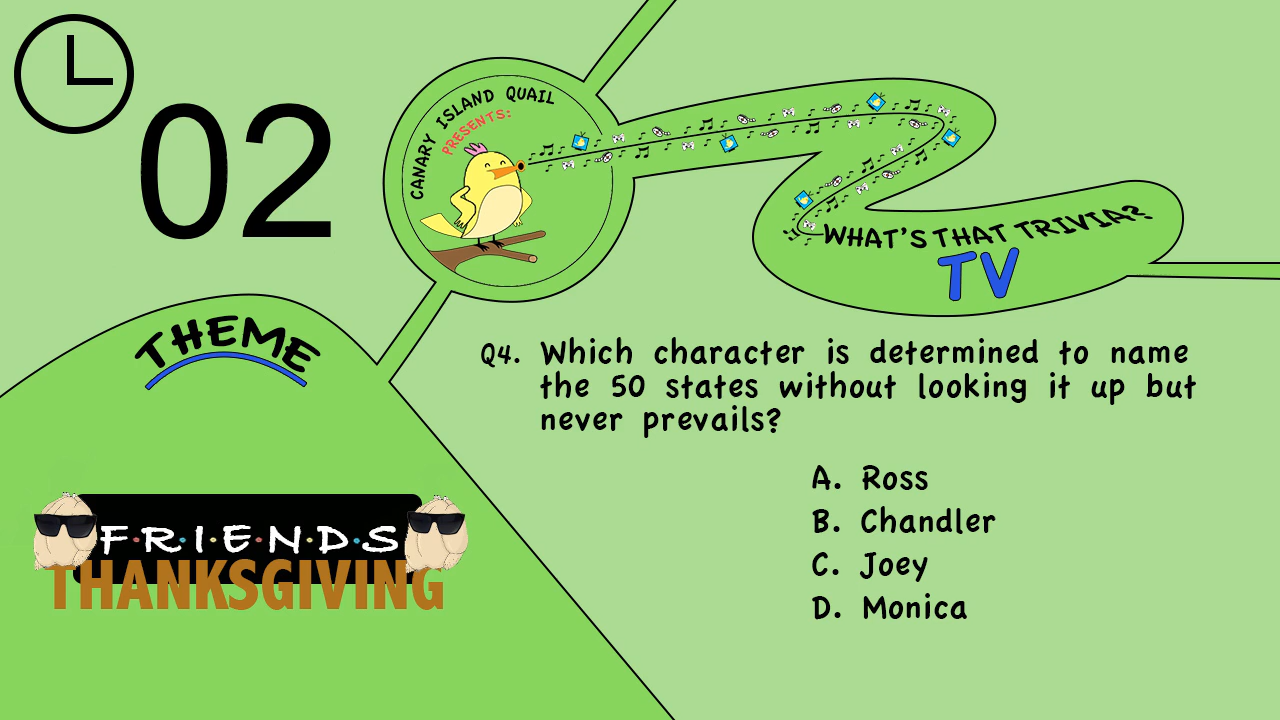 02
CANARY ISLAND QUAIL
PRESENTS:
WHAT'S THAT TRIVIA?
TV
THEME
F·R·I·E·N·D·S
THANKSGIVING
Q4. Which character is determined to name
the 50 states without looking it up but
never prevails?
A. Ross
B. Chandler
C. Joey
D. Monica